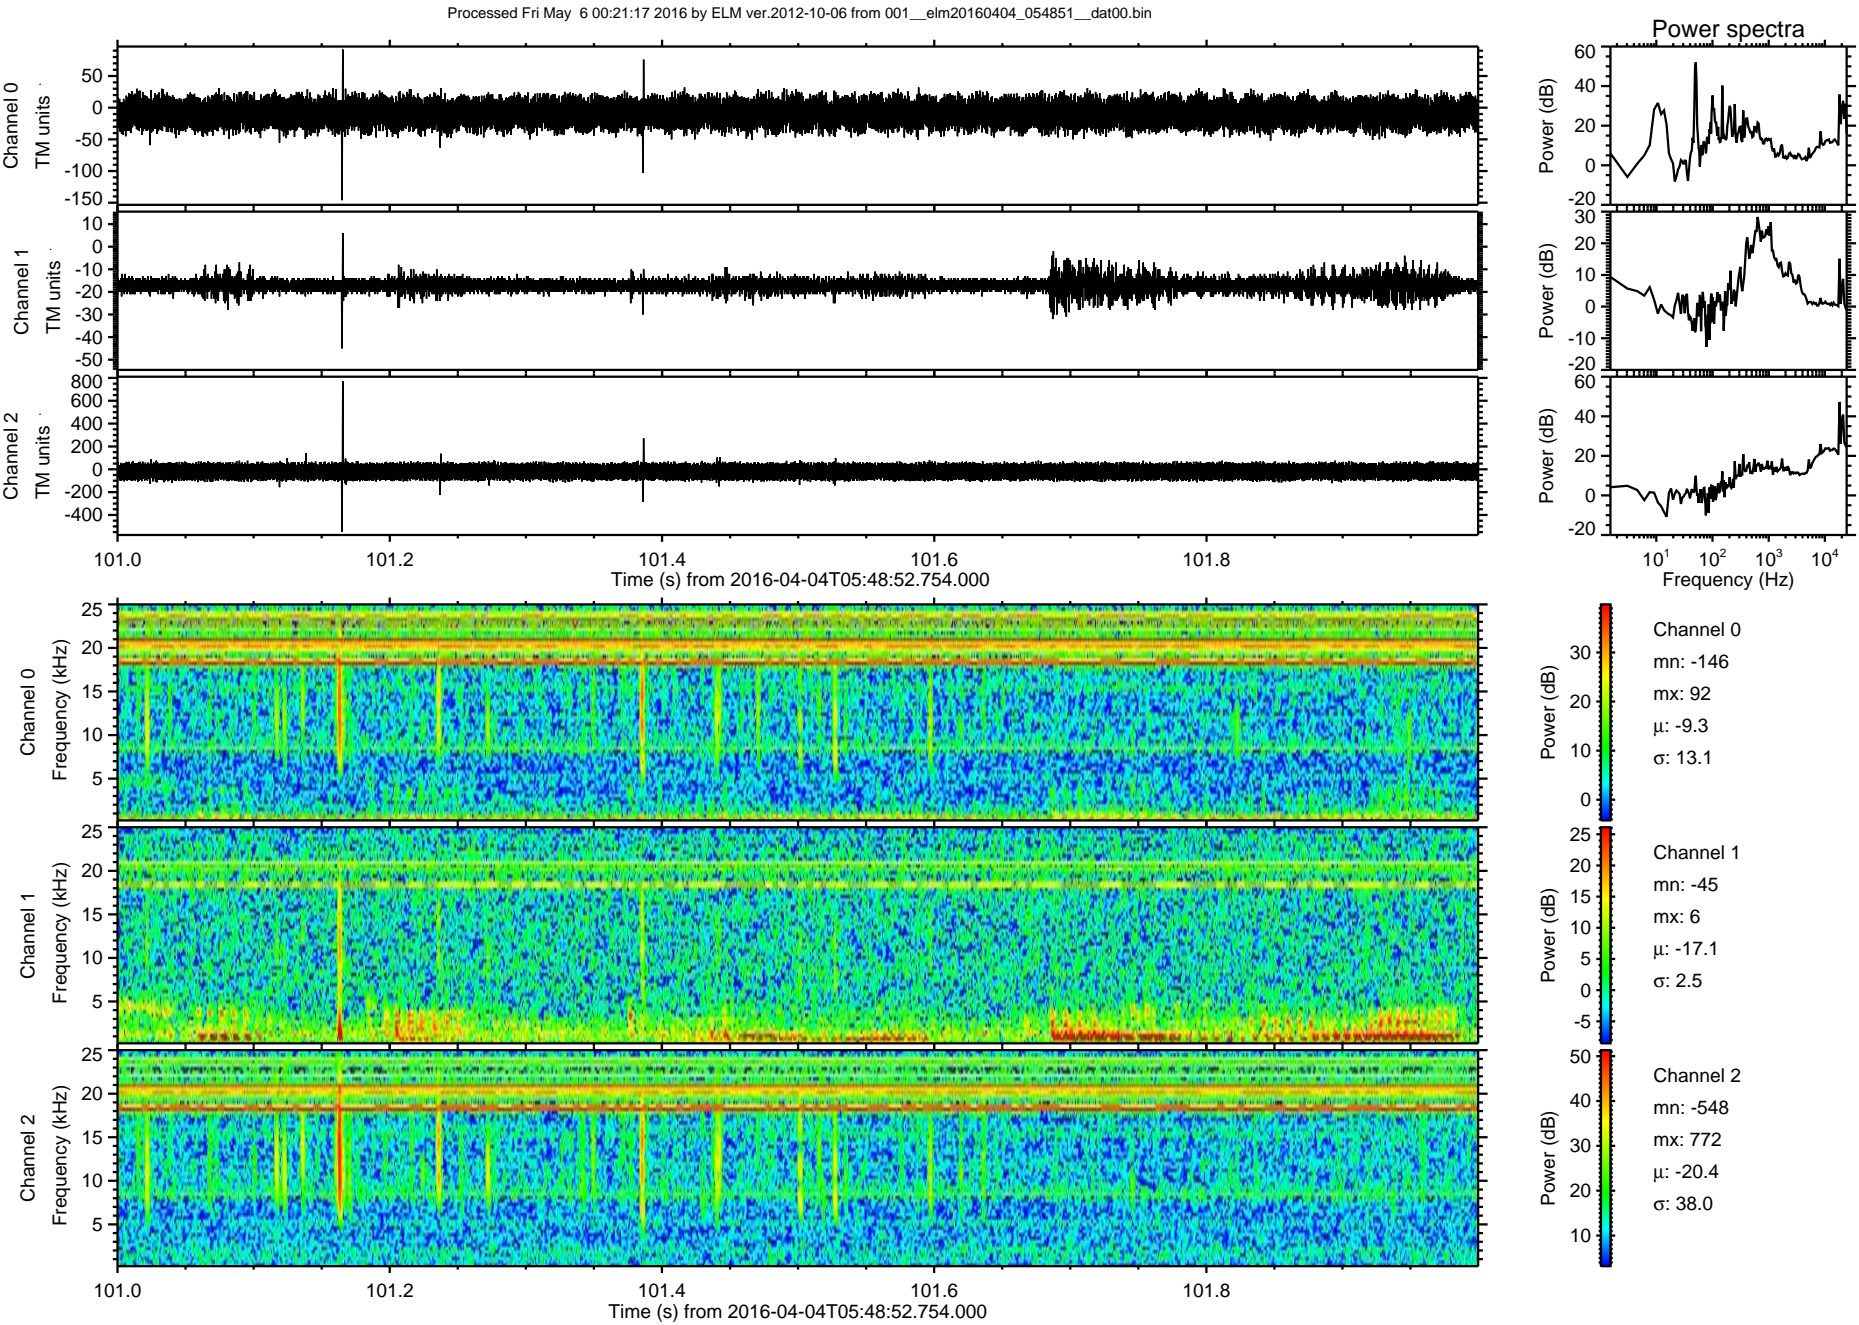 Processed Fri May 6 00:21:17 2016 by ELM ver.2012-10-06 from 001__elm20160404_054851__dat00.bin
Power spectra
Channel 0
TM units
50
0
-50
-100
-150
Power (dB)
60
40
20
0
-20
Channel 1
TM units
10
0
-10
-20
-30
-40
-50
Power (dB)
30
20
10
0
-10
-20
Channel 2
TM units
800
600
400
200
0
-200
-400
Power (dB)
60
40
20
0
-20
101.0 101.2 101.4 101.6 101.8
Time (s) from 2016-04-04T05:48:52.754.000
10^1 10^2 10^3 10^4
Frequency (Hz)
Channel 0
Frequency (kHz)
25
20
15
10
5
Power (dB)
30
20
10
0
Channel 0
mn: -146
mx: 92
μ: -9.3
σ: 13.1
Channel 1
Frequency (kHz)
25
20
15
10
5
Power (dB)
25
20
15
10
5
0
-5
Channel 1
mn: -45
mx: 6
μ: -17.1
σ: 2.5
Channel 2
Frequency (kHz)
25
20
15
10
5
Power (dB)
50
40
30
20
10
Channel 2
mn: -548
mx: 772
μ: -20.4
σ: 38.0
101.0 101.2 101.4 101.6 101.8
Time (s) from 2016-04-04T05:48:52.754.000